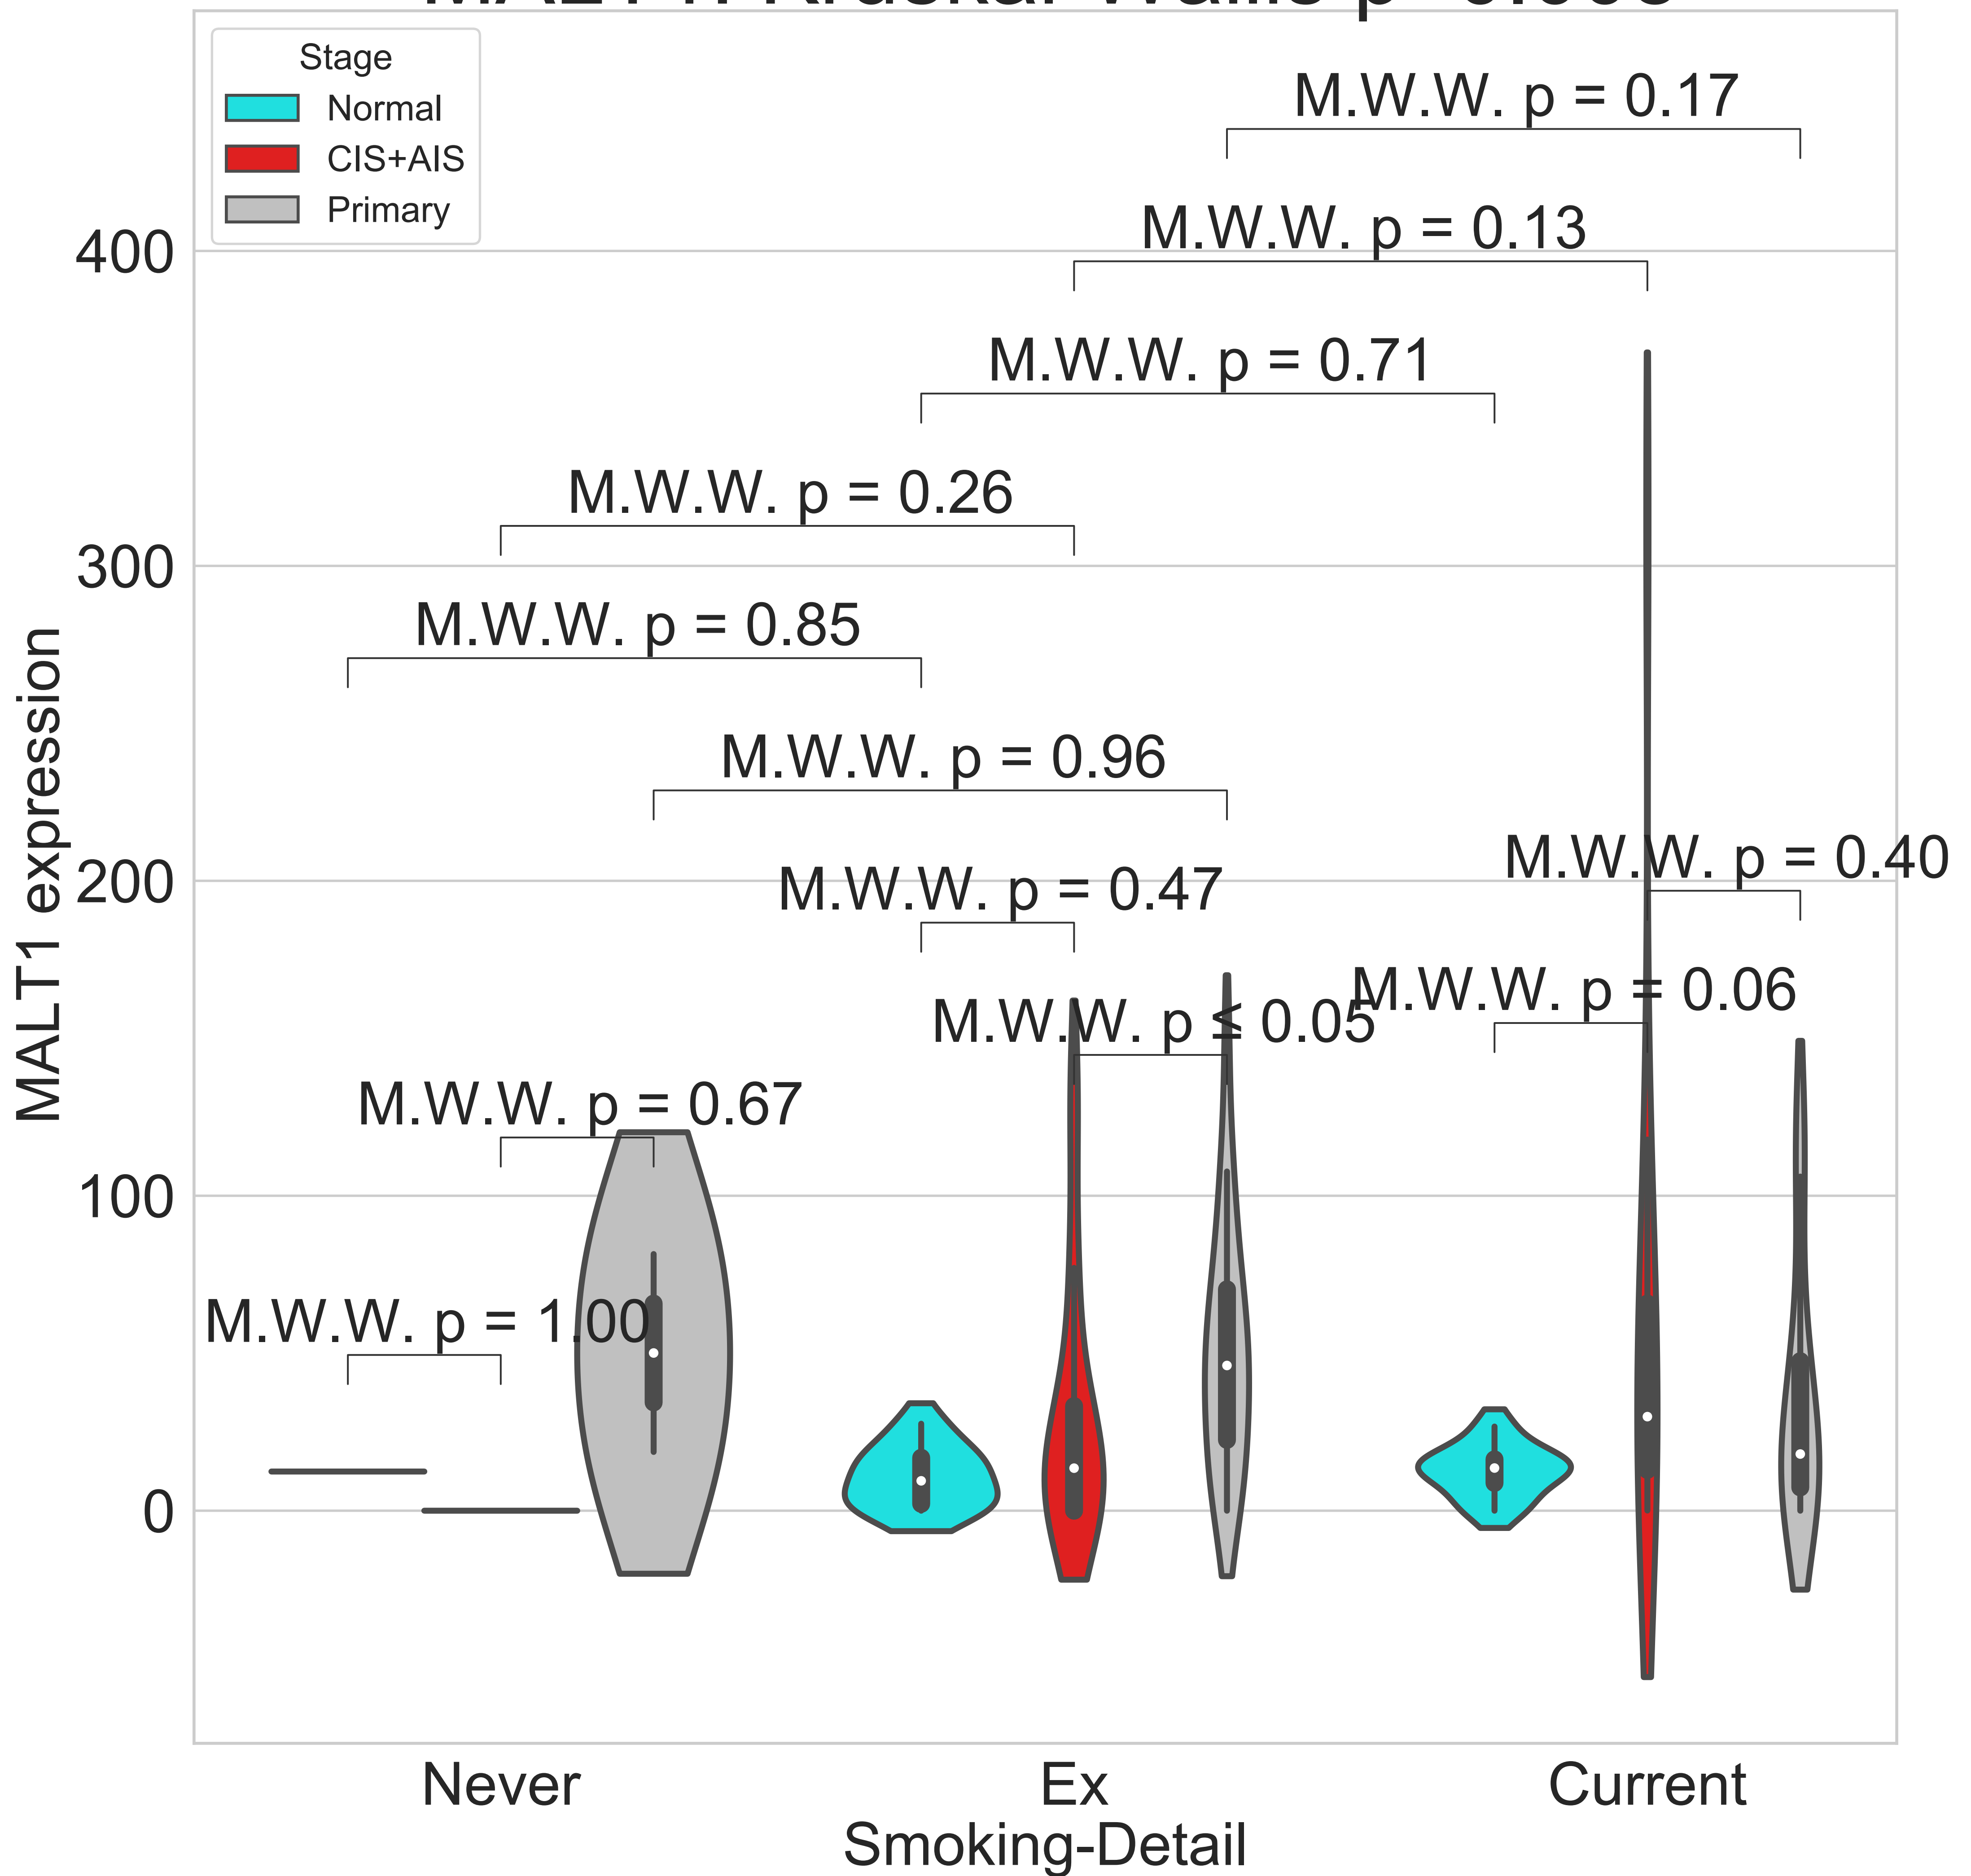 Stage
Normal
CIS+AIS
Primary
M.W.W. p = 0.17
M.W.W. p = 0.13
M.W.W. p = 0.71
M.W.W. p = 0.26
M.W.W. p = 0.85
M.W.W. p = 0.96
M.W.W. p = 0.40
M.W.W. p = 0.47
M.W.W. p = 0.06
M.W.W. p ≤ 0.05
M.W.W. p = 0.67
M.W.W. p = 1.00
400
300
200
100
0
MALT1 expression
Never
Ex
Current
Smoking-Detail